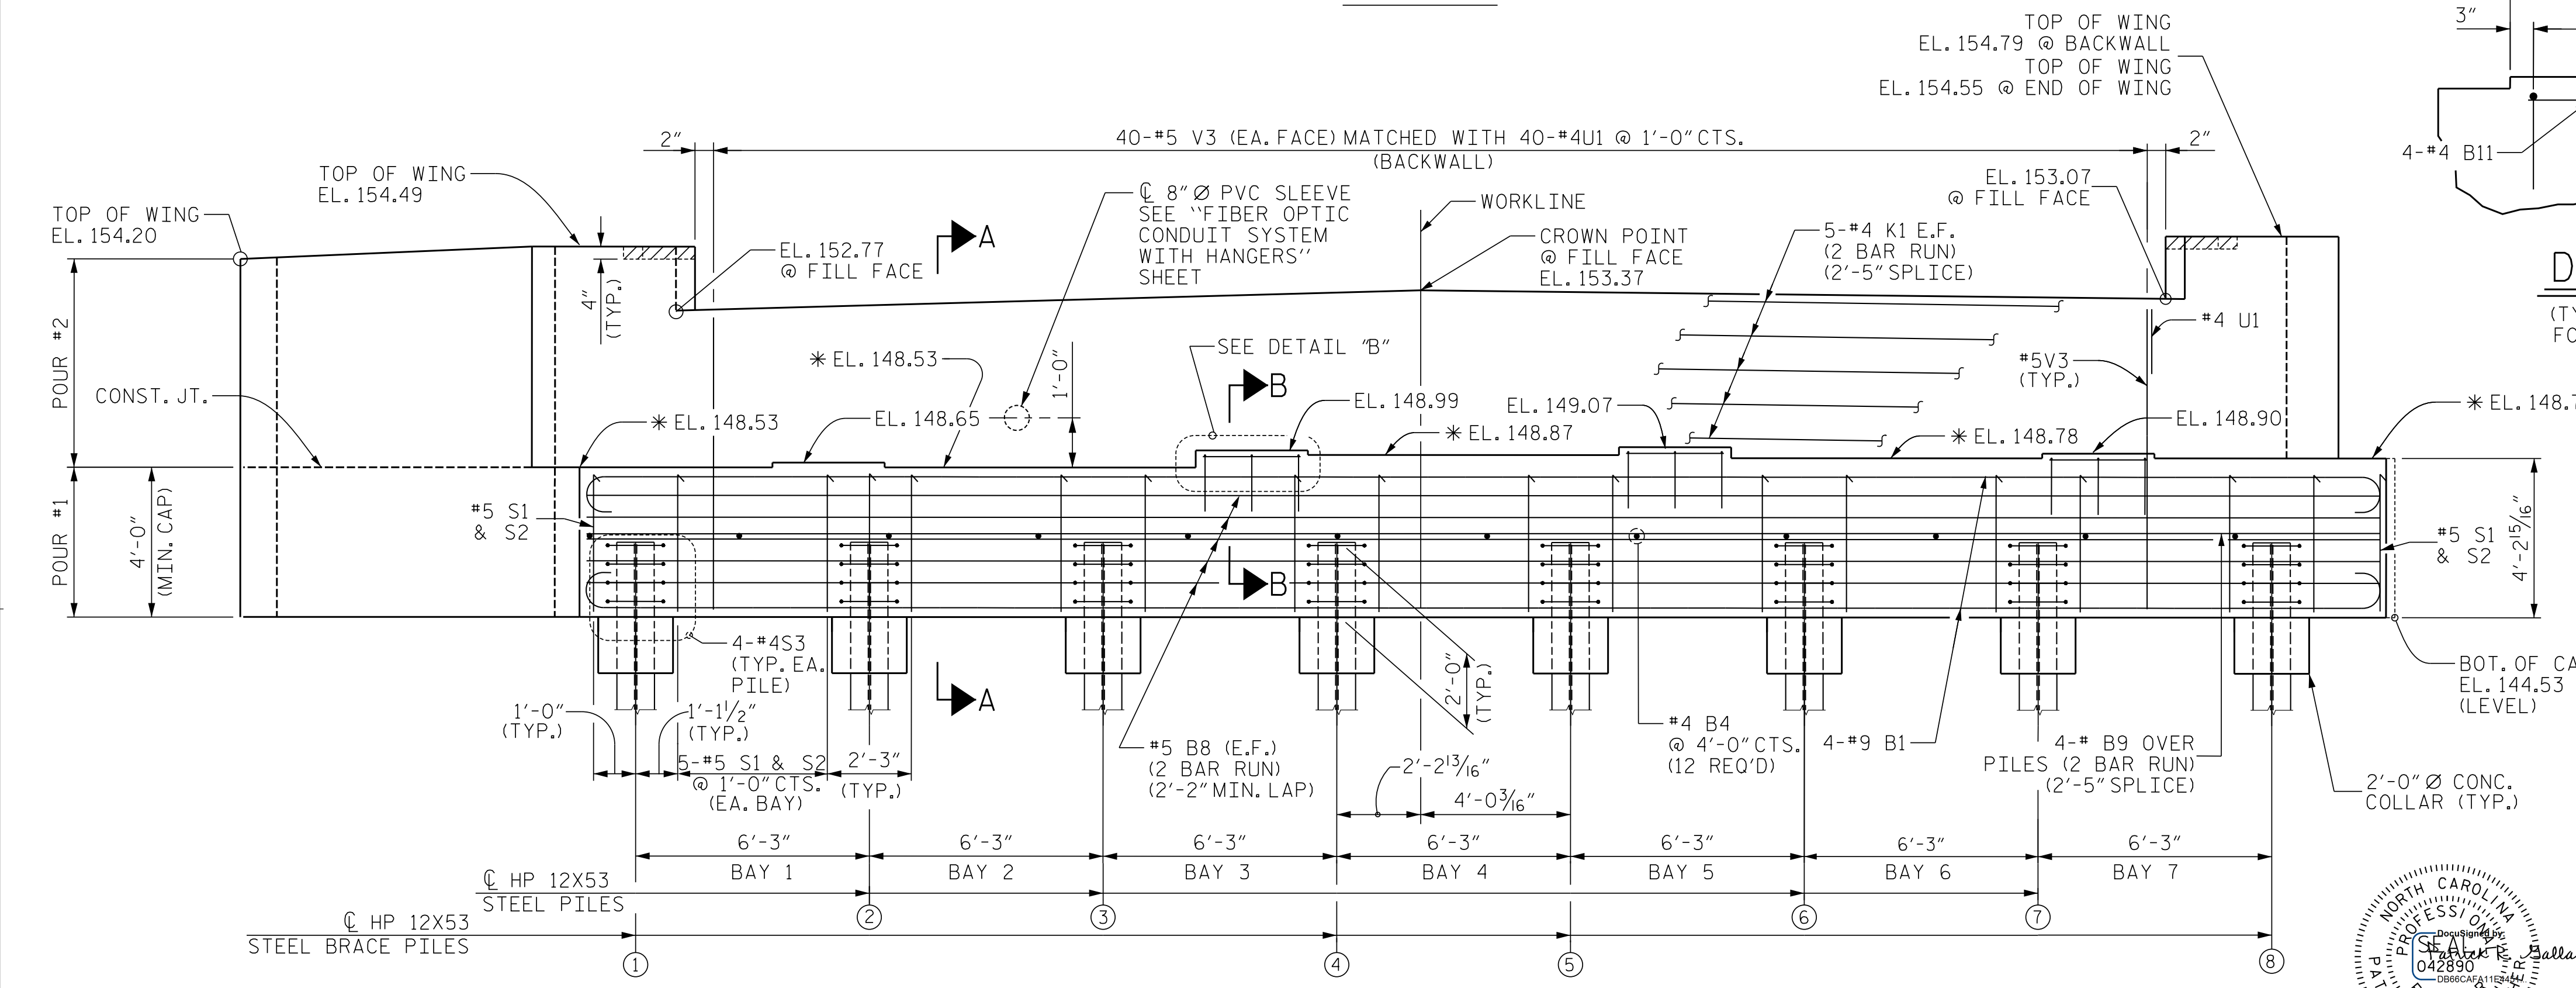 TOP OF WING
EL. 154.79 @ BACKWALL
TOP OF WING
EL. 154.55 @ END OF WING
3"
4-#4 B11
40-#5 V3 (EA. FACE) MATCHED WITH 40-#4U1 @ 1'-0" CTS.
(BACKWALL)
2"
2"
TOP OF WING
EL. 154.49
TOP OF WING
EL. 154.20
℄ 8" Ø PVC SLEEVE
SEE "FIBER OPTIC
CONDUIT SYSTEM
WITH HANGERS"
SHEET
WORKLINE
EL. 153.07
@ FILL FACE
A
EL. 152.77
@ FILL FACE
CROWN POINT
@ FILL FACE
EL. 153.37
5-#4 K1 E.F.
(2 BAR RUN)
(2'-5" SPLICE)
4"
(TYP.)
D
#4 U1
#5V3
(TYP.)
SEE DETAIL "B"
* EL. 148.53
1'-0"
B
POUR #2
CONST. JT.
* EL. 148.53
EL. 148.65
EL. 148.99
* EL. 148.87
EL. 149.07
* EL. 148.78
EL. 148.90
* EL. 148.7
POUR #1
4'-0"
(MIN. CAP)
#5 S1
& S2
B
#5 S1
& S2
4'-2 15/16"
4-#4S3
(TYP. EA.
PILE)
A
BOT. OF CA
EL. 144.53
(LEVEL)
1'-0"
(TYP.)
1'-1 1/2"
(TYP.)
5-#5 S1 & S2
@ 1'-0" CTS.
(EA. BAY)
2'-3"
(TYP.)
#5 B8 (E.F.)
(2 BAR RUN)
(2'-2" MIN. LAP)
2'-0"
(TYP.)
2'-2 13/16"
4'-0 3/16"
#4 B4
@ 4'-0" CTS.
(12 REQ'D)
4-#9 B1
4-# B9 OVER
PILES (2 BAR RUN)
(2'-5" SPLICE)
2'-0" Ø CONC.
COLLAR (TYP.)
6'-3" 6'-3" 6'-3" 6'-3" 6'-3" 6'-3" 6'-3"
BAY 1 BAY 2 BAY 3 BAY 4 BAY 5 BAY 6 BAY 7
℄ HP 12X53
STEEL PILES
2 3 6 7
℄ HP 12X53
STEEL BRACE PILES
1 4 5 8
NORTH CAROLINA
PROFESSIONAL
SEAL
042890
DocuSigned by: